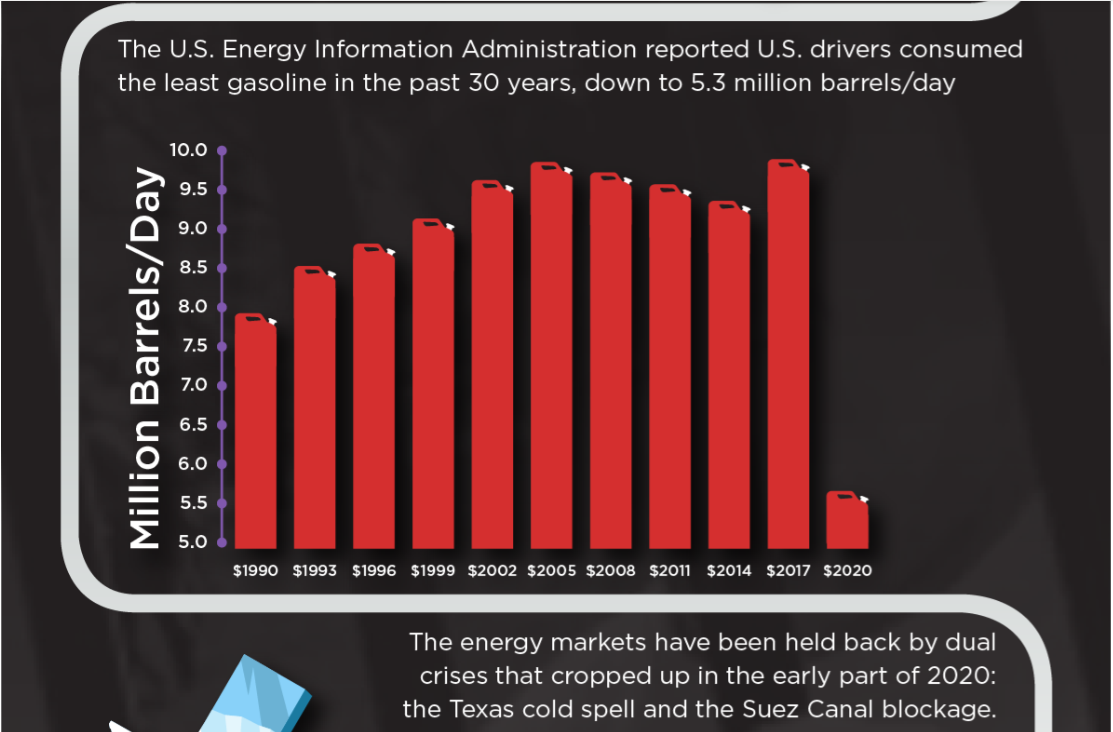 The U.S. Energy Information Administration reported U.S. drivers consumed
the least gasoline in the past 30 years, down to 5.3 million barrels/day
Million Barrels/Day
10.0
9.5
9.0
8.5
8.0
7.5
7.0
6.5
6.0
5.5
5.0
$1990 $1993 $1996 $1999 $2002 $2005 $2008 $2011 $2014 $2017 $2020
The energy markets have been held back by dual
crises that cropped up in the early part of 2020:
the Texas cold spell and the Suez Canal blockage.